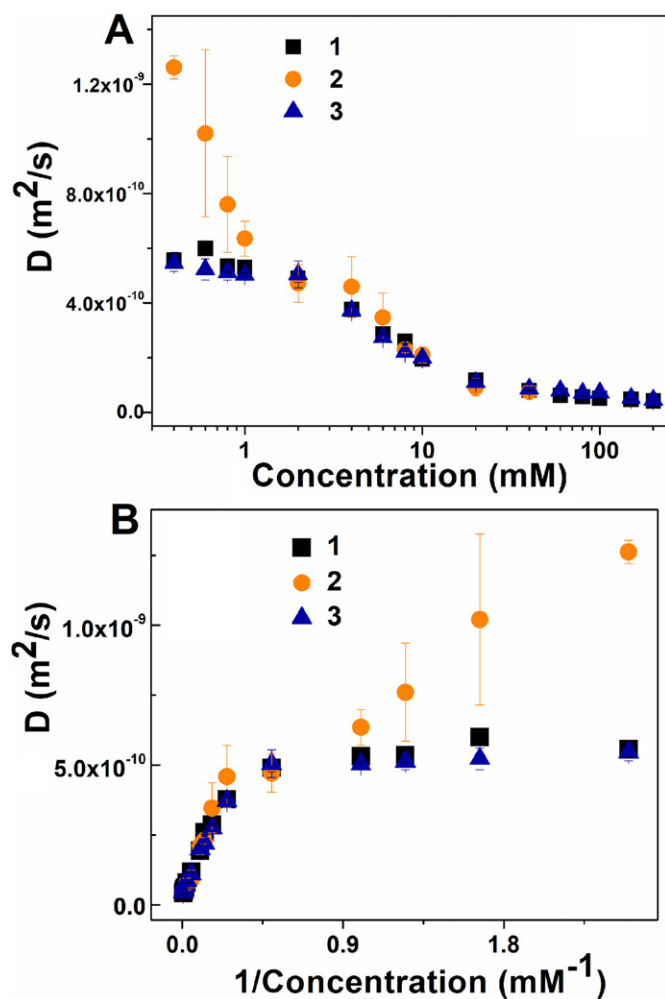 A
1
2
3
1.2x10⁻⁹
8.0x10⁻¹⁰
4.0x10⁻¹⁰
0.0
D (m²/s)
1
10
100
Concentration (mM)
B
1
2
3
1.0x10⁻⁹
5.0x10⁻¹⁰
0.0
D (m²/s)
0.0
0.9
1.8
1/Concentration (mM⁻¹)